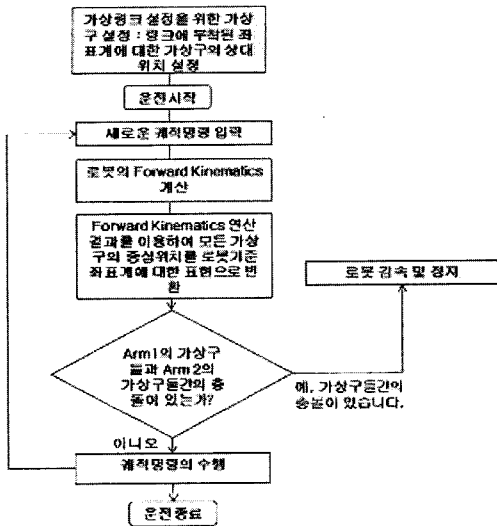 가상링크 설정을 위한 가상
구 설정 : 링크에 부착된 좌
표계에 대한 가상구의 상대
위치 설정
운전시작
새로운 궤적명령 입력
로봇의 Forward Kinematics
계산
Forward Kinematics 연산
결과를 이용하여 모든 가상
구의 중심위치를 로봇기준
좌표계에 대한 표현으로 변
환
로봇 감속 및 정지
Arm1의 가상구
들과 Arm 2의
가상구들간의 충
돌이 있는가?
예, 가상구들간의
충돌이 있습니다.
아니오
궤적명령의 수행
운전종료